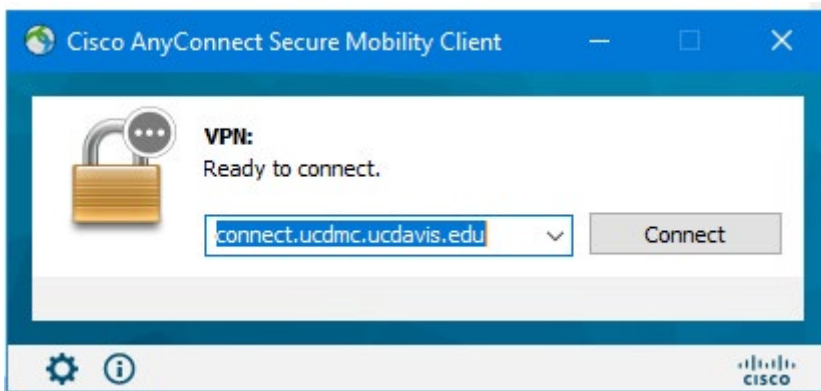 Cisco AnyConnect Secure Mobility Client
VPN:
Ready to connect.
connect.ucdmc.ucdavis.edu
Connect
CISCO